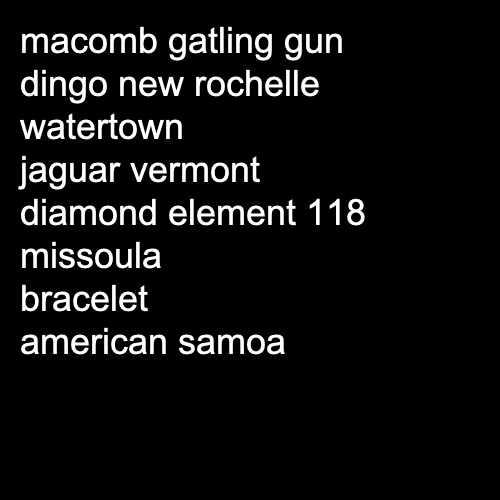 macomb gatling gun
dingo new rochelle
watertown
jaguar vermont
diamond element 118
missoula
bracelet
american samoa